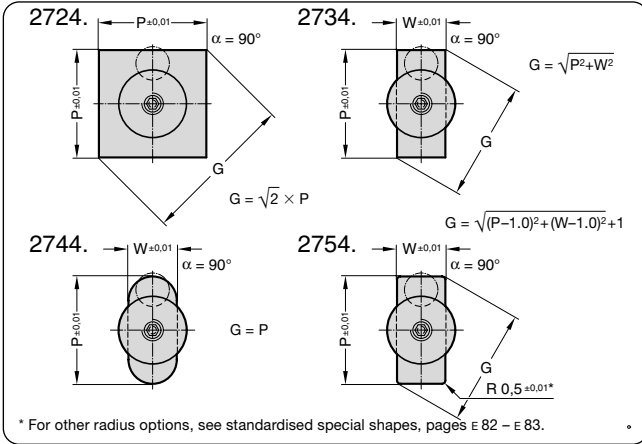 2724.
P±0,01
α = 90°
P±0,01
G
G = √2 × P
2734.
W±0,01
α = 90°
P±0,01
G
G = √P²+W²
2744.
W±0,01
α = 90°
P±0,01
G = P
2754.
W±0,01
α = 90°
P±0,01
G
G = √(P−1.0)²+(W−1.0)²+1
R 0,5 ±0,01*
* For other radius options, see standardised special shapes, pages E 82 – E 83.